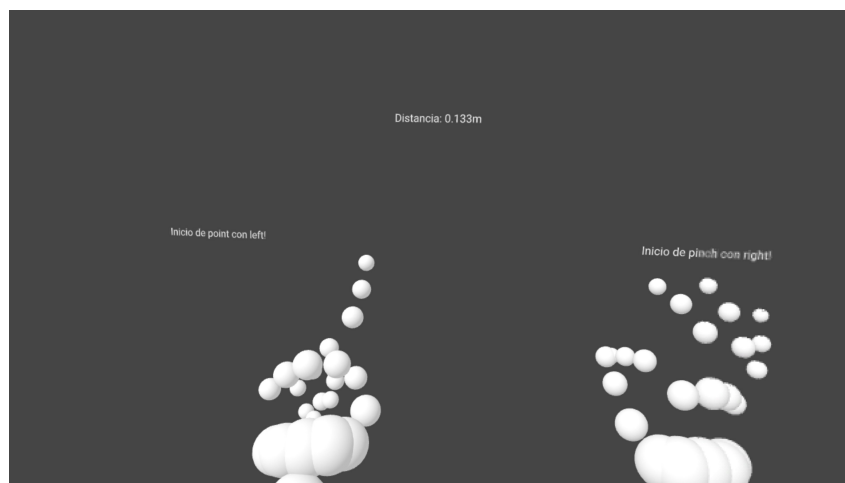 Distancia: 0.133m
Inicio de point con left!
Inicio de pinch con right!